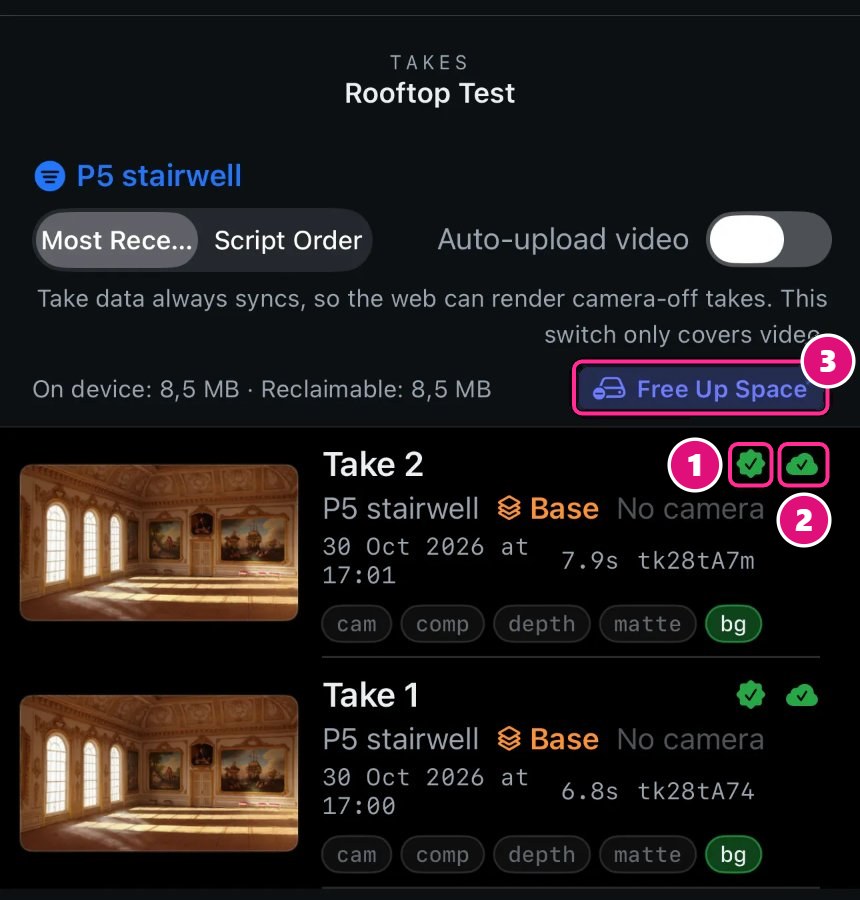 TAKES
Rooftop Test
P5 stairwell
Most Rece... Script Order Auto-upload video
Take data always syncs, so the web can render camera-off takes. This
switch only covers video.
3
On device: 8,5 MB · Reclaimable: 8,5 MB Free Up Space
Take 2 1
P5 stairwell Base No camera 2
30 Oct 2026 at
17:01
7.9s tk28tA7m
cam comp depth matte bg
Take 1
P5 stairwell Base No camera
30 Oct 2026 at
17:00
6.8s tk28tA74
cam comp depth matte bg